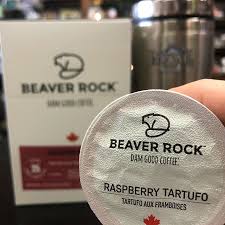 BEAVER ROCK
DAM GOOD COFFEE
BEAVER ROCK
DAM GOOD COFFEE
RASPBERRY TARTUFO
TARTUFO AUX FRAMBOISES